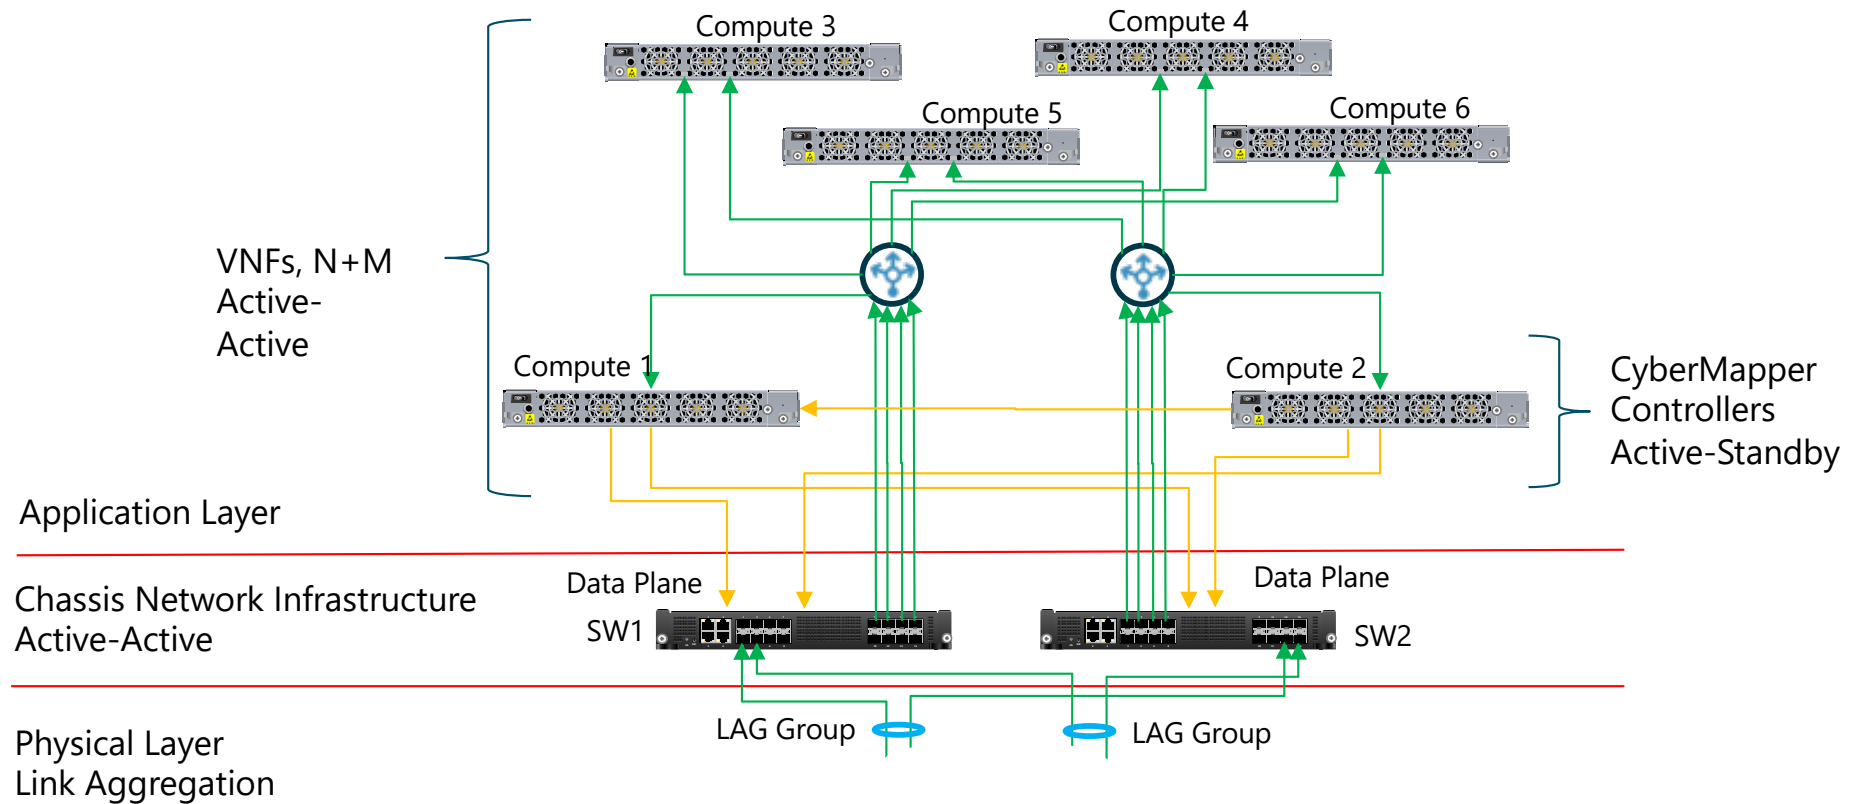 Compute 3
Compute 4
Compute 5
Compute 6
VNFs, N+M
Active-
Active
Compute 1
Compute 2
CyberMapper
Controllers
Active-Standby
Application Layer
Data Plane
Data Plane
Chassis Network Infrastructure
Active-Active
SW1
SW2
LAG Group
LAG Group
Physical Layer
Link Aggregation